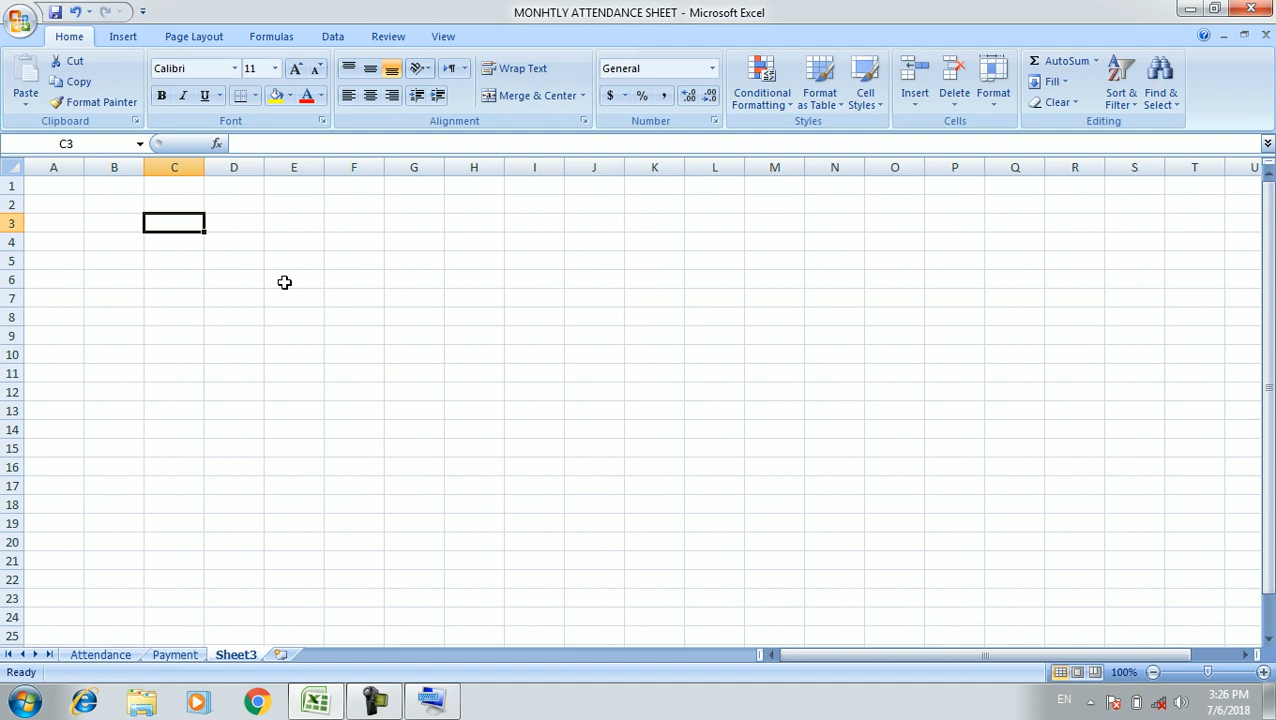 MONHTLY ATTENDANCE SHEET - Microsoft Excel
Home Insert Page Layout Formulas Data Review View
Paste
Cut
Copy
Format Painter
Clipboard
Calibri 11
B I U A
Font
Wrap Text
Merge & Center
Alignment
General
$ % ,
Number
Conditional Formatting
Format as Table
Cell Styles
Styles
Insert Delete Format
Cells
Σ AutoSum
Fill
Clear
Sort & Filter
Find & Select
Editing
C3 fx
A B C D E F G H I J K L M N O P Q R S T U
1
2
3
4
5
6
7
8
9
10
11
12
13
14
15
16
17
18
19
20
21
22
23
24
25
Attendance Payment Sheet3
Ready 100%
EN 3:26 PM
7/6/2018